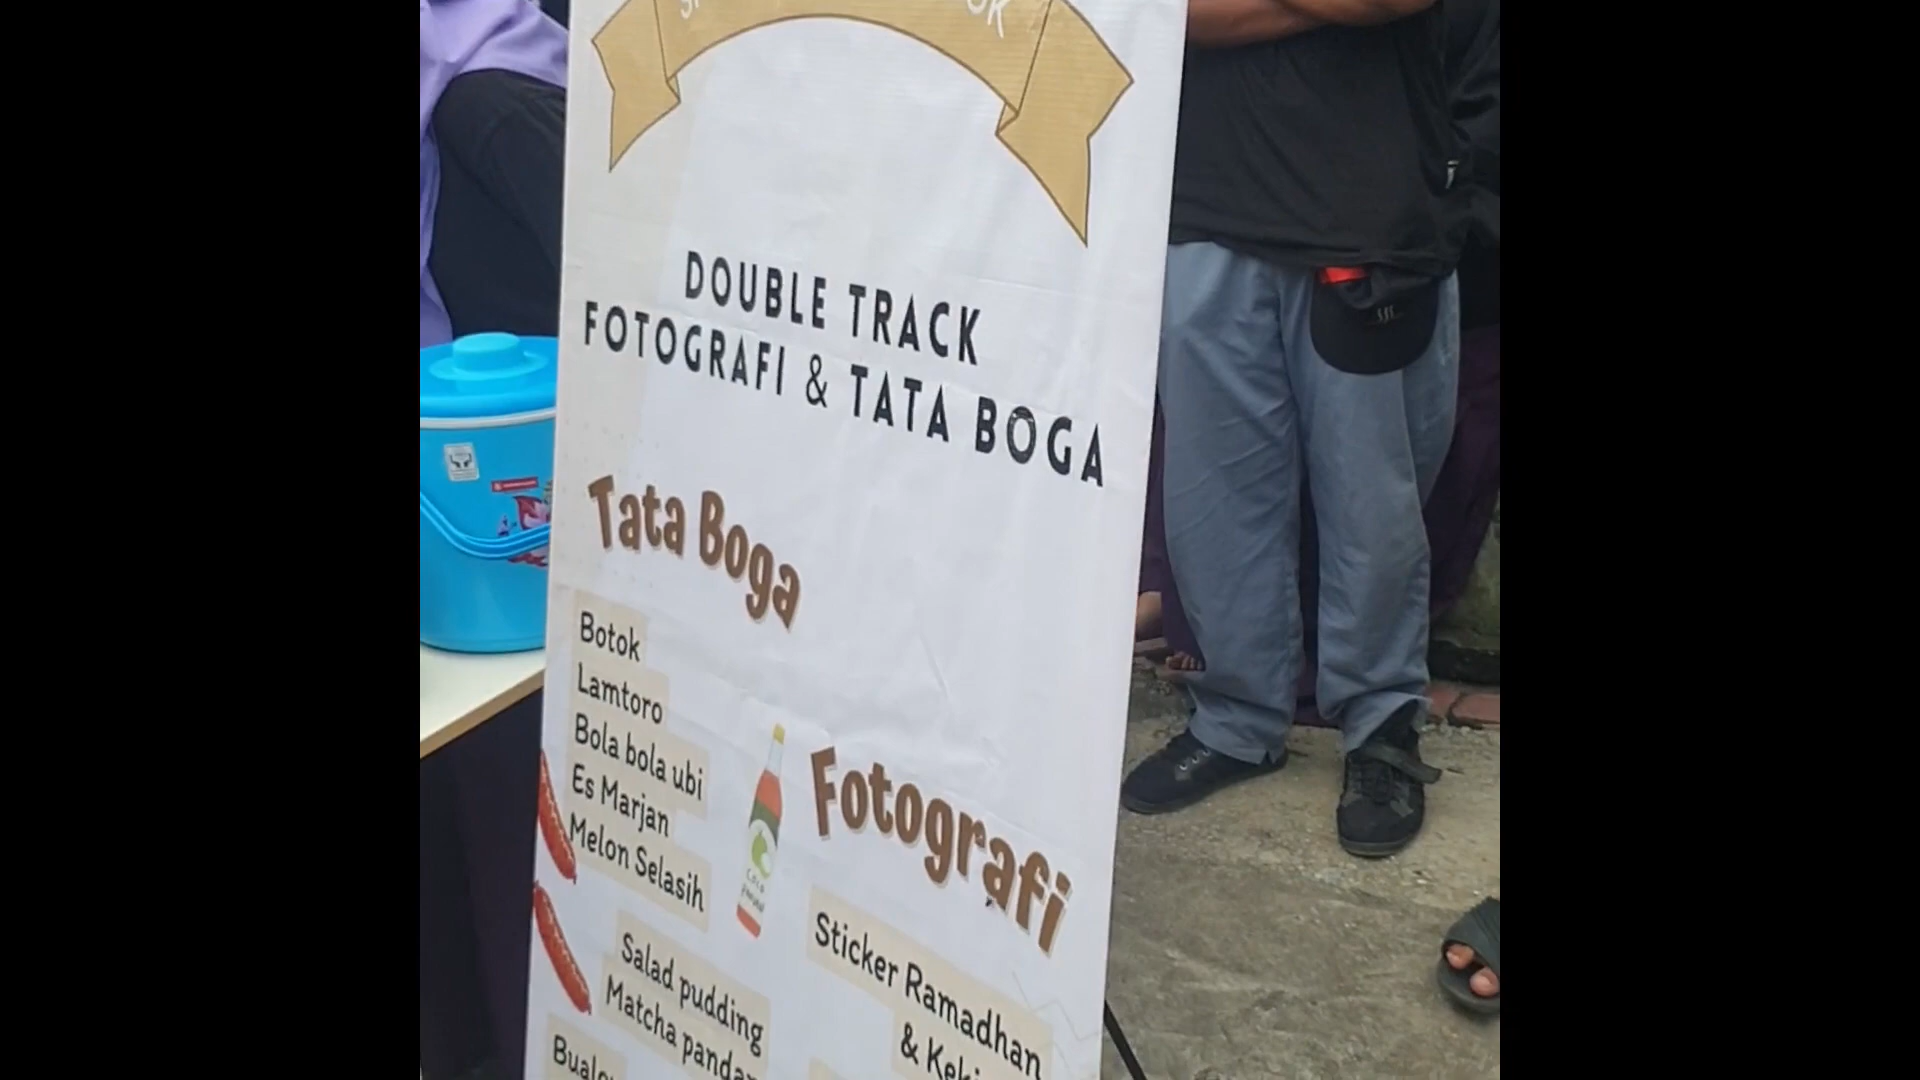 DOUBLE TRACK
FOTOGRAFI & TATA BOGA
Tata Boga
Botok
Lamtoro
Bola bola ubi
Es Marjan
Melon Selasih
Salad pudding
Matcha
Fotografi
Sticker Ramadhan
&